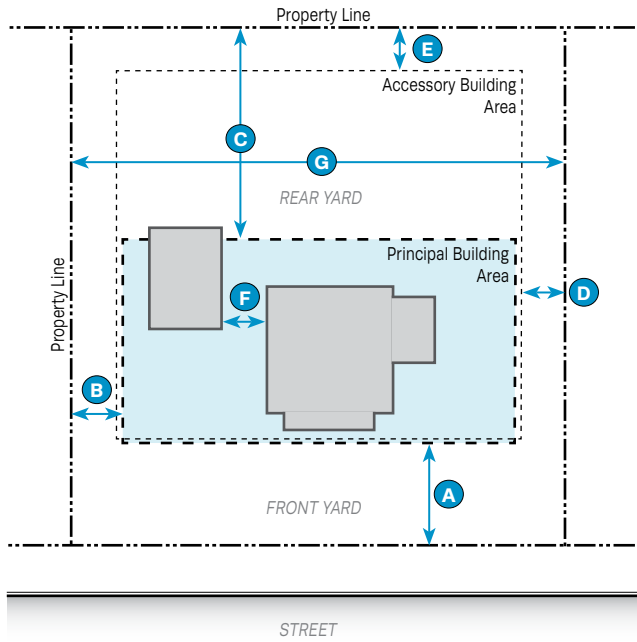 Property Line
E
Accessory Building
Area
C
G
REAR YARD
Principal Building
Area
Property Line
F
D
B
A
FRONT YARD
STREET